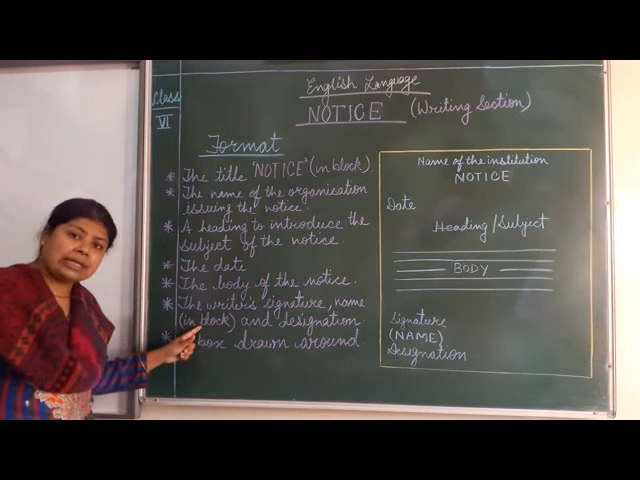 English Language
NOTICE (Writing Section)
Class
VI
Format
* The title 'NOTICE' (in block).
* The name of the organisation
issuing the notice.
* A heading to introduce the
subject of the notice.
* The date
* The body of the notice.
* The writer's signature, name
(in block) and designation.
* box drawn around.
Name of the institution
NOTICE
Date
Heading/Subject
BODY
Signature
(NAME)
Designation